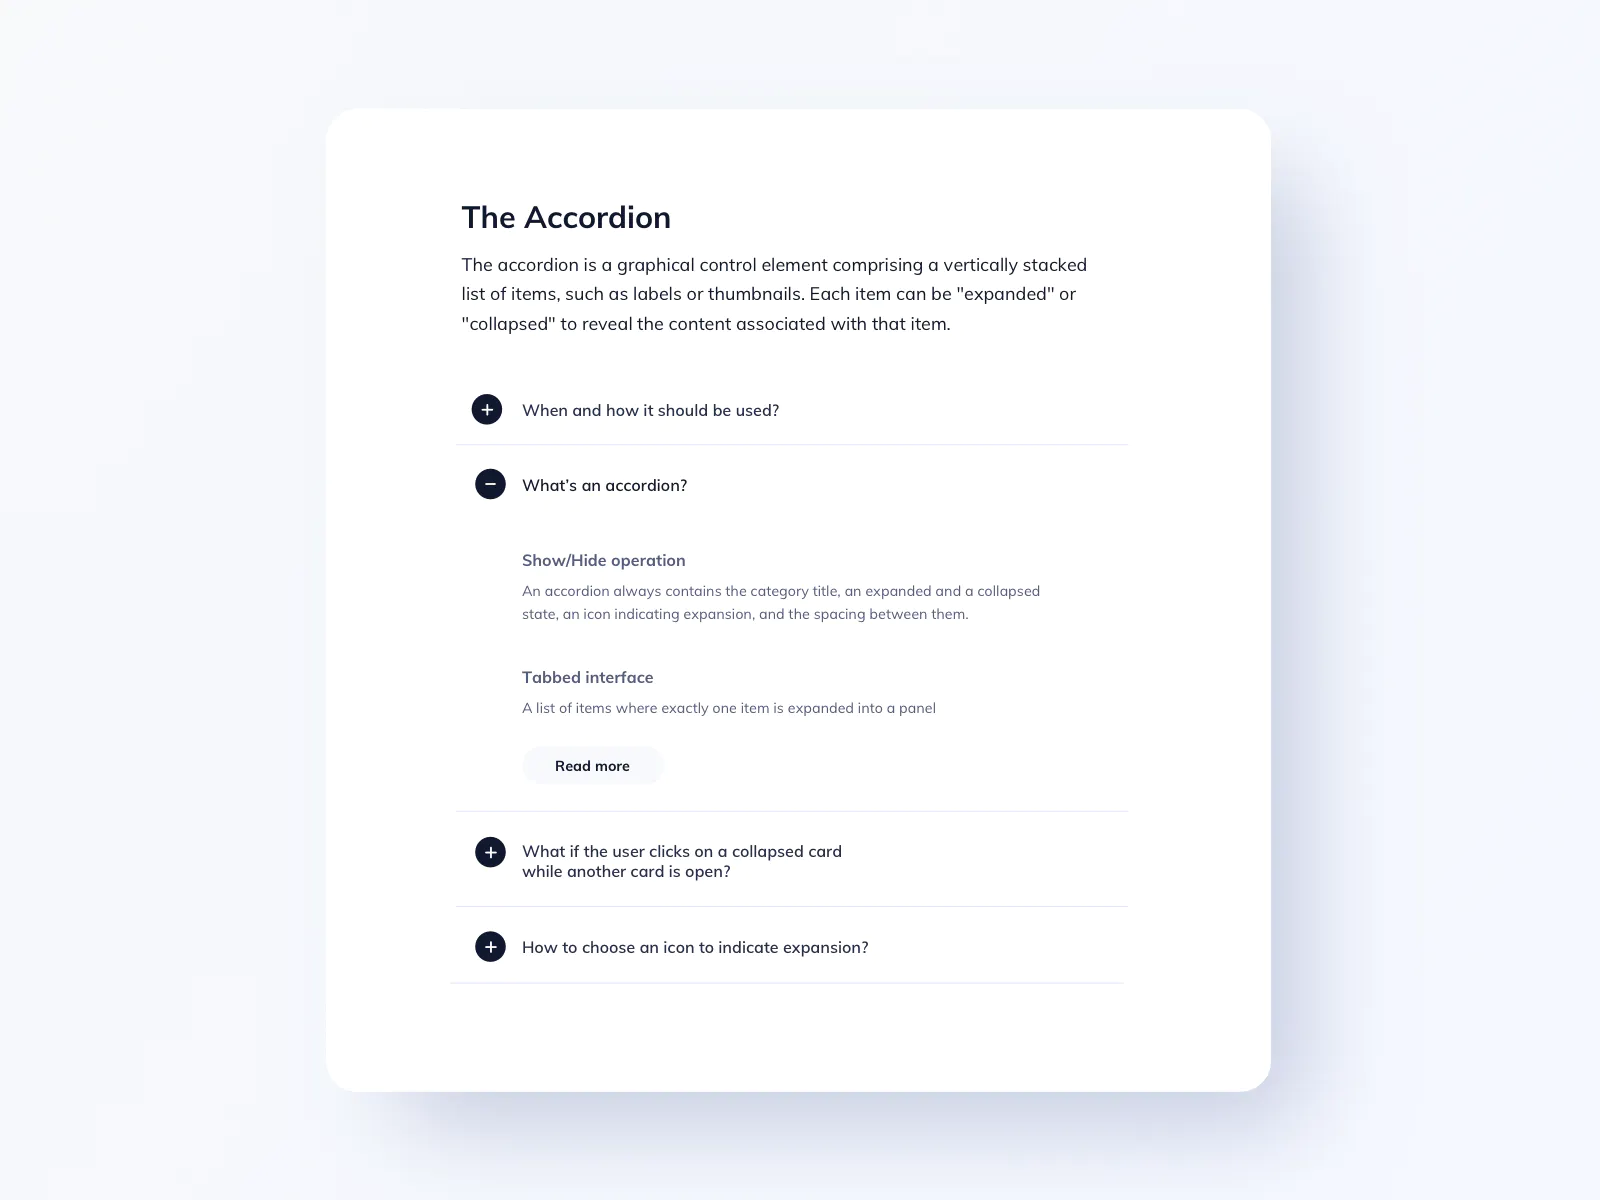 The Accordion
The accordion is a graphical control element comprising a vertically stacked
list of items, such as labels or thumbnails. Each item can be "expanded" or
"collapsed" to reveal the content associated with that item.
When and how it should be used?
What's an accordion?
Show/Hide operation
An accordion always contains the category title, an expanded and a collapsed
state, an icon indicating expansion, and the spacing between them.
Tabbed interface
A list of items where exactly one item is expanded into a panel
Read more
What if the user clicks on a collapsed card
while another card is open?
How to choose an icon to indicate expansion?